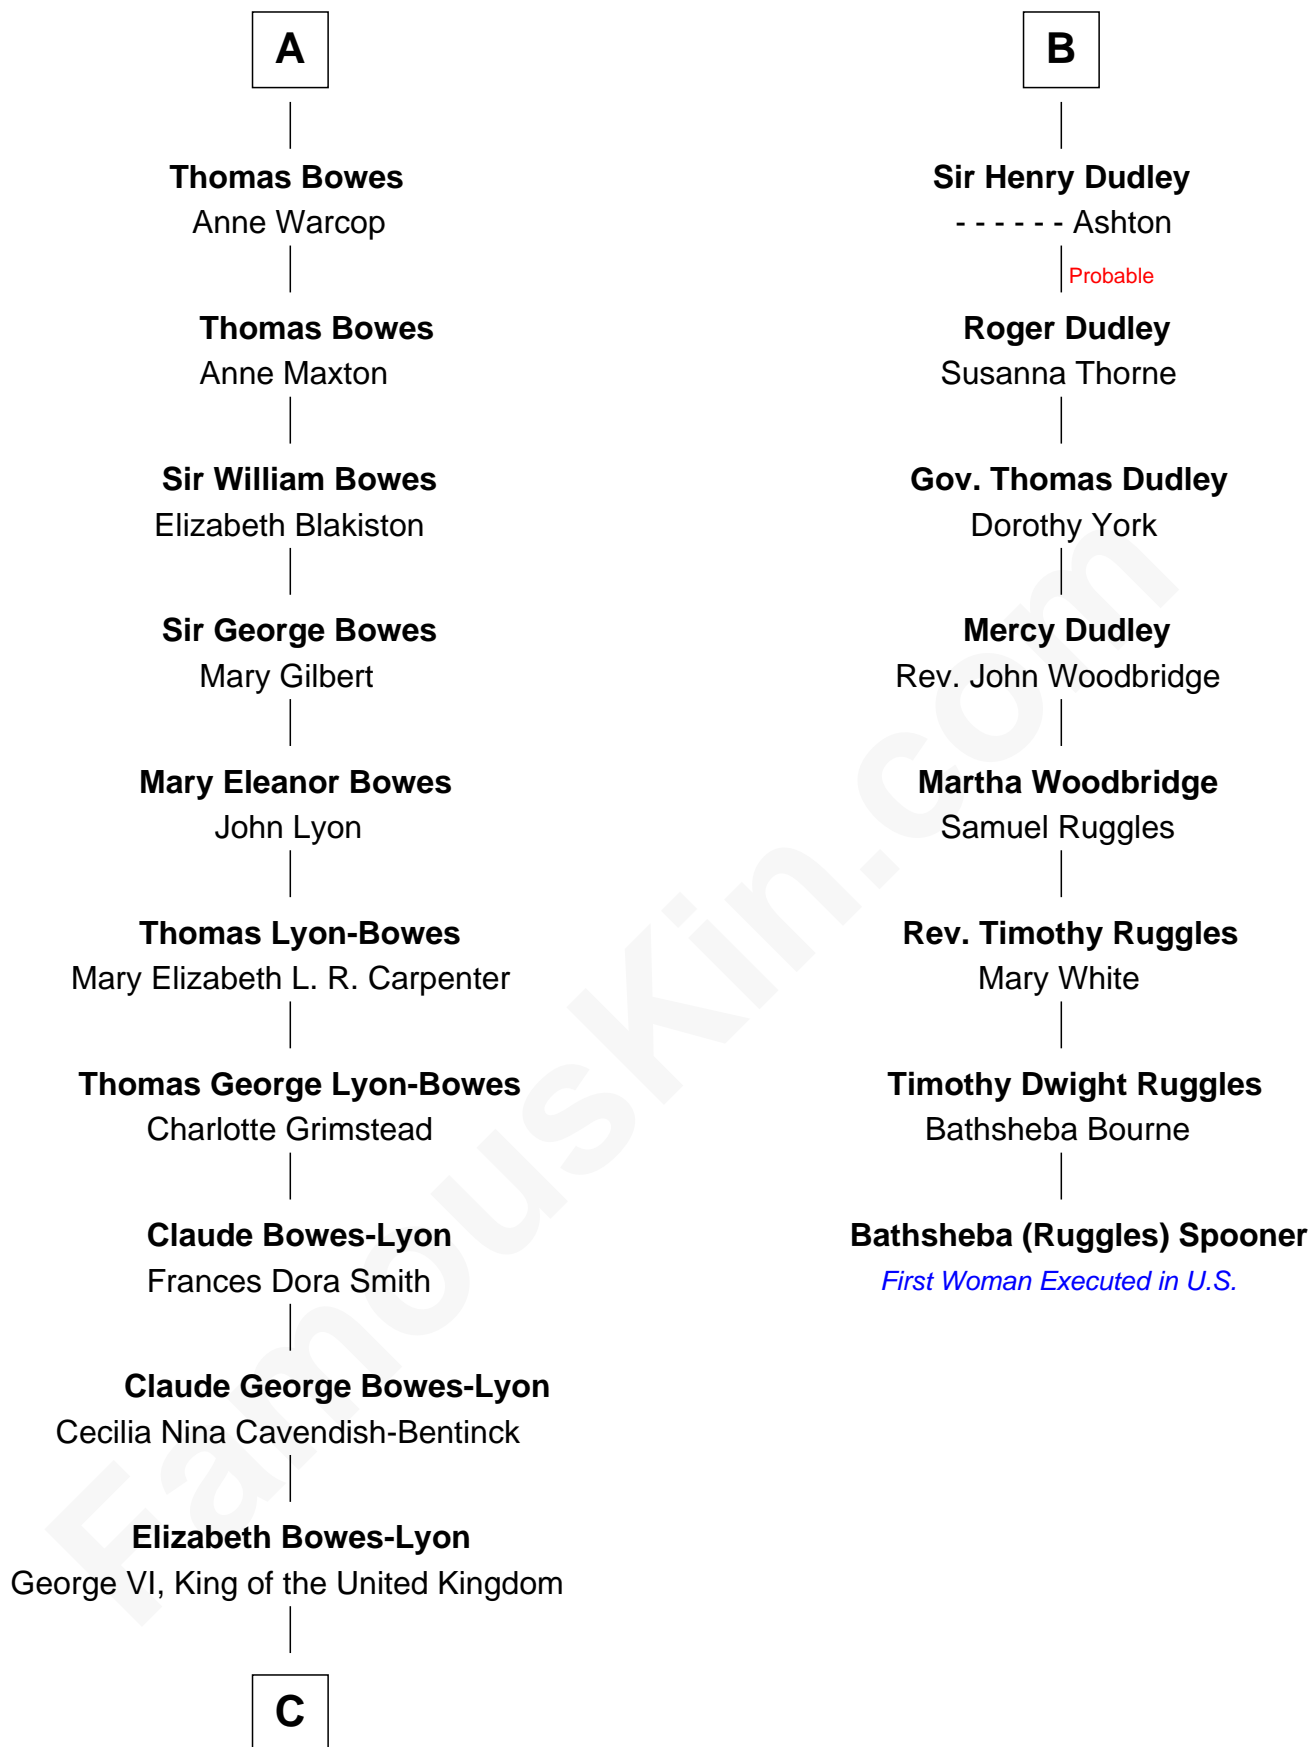 A
Thomas Bowes
Anne Warcop
Thomas Bowes
Anne Maxton
Sir William Bowes
Elizabeth Blakiston
Sir George Bowes
Mary Gilbert
Mary Eleanor Bowes
John Lyon
Thomas Lyon-Bowes
Mary Elizabeth L. R. Carpenter
Thomas George Lyon-Bowes
Charlotte Grimstead
Claude Bowes-Lyon
Frances Dora Smith
Claude George Bowes-Lyon
Cecilia Nina Cavendish-Bentinck
Elizabeth Bowes-Lyon
George VI, King of the United Kingdom
C
B
Sir Henry Dudley
- - - - - - Ashton
Probable
Roger Dudley
Susanna Thorne
Gov. Thomas Dudley
Dorothy York
Mercy Dudley
Rev. John Woodbridge
Martha Woodbridge
Samuel Ruggles
Rev. Timothy Ruggles
Mary White
Timothy Dwight Ruggles
Bathsheba Bourne
Bathsheba (Ruggles) Spooner
First Woman Executed in U.S.
FamousKin.com